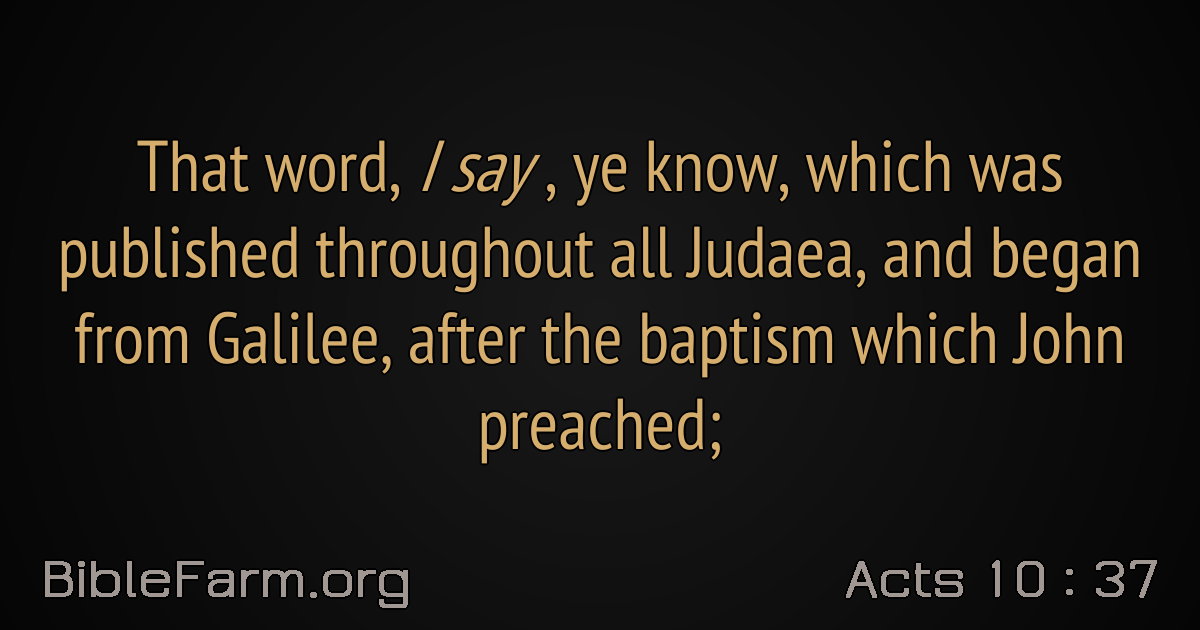 That word, I say , ye know, which was
published throughout all Judaea, and began
from Galilee, after the baptism which John
preached;
BibleFarm.org
Acts 10 : 37